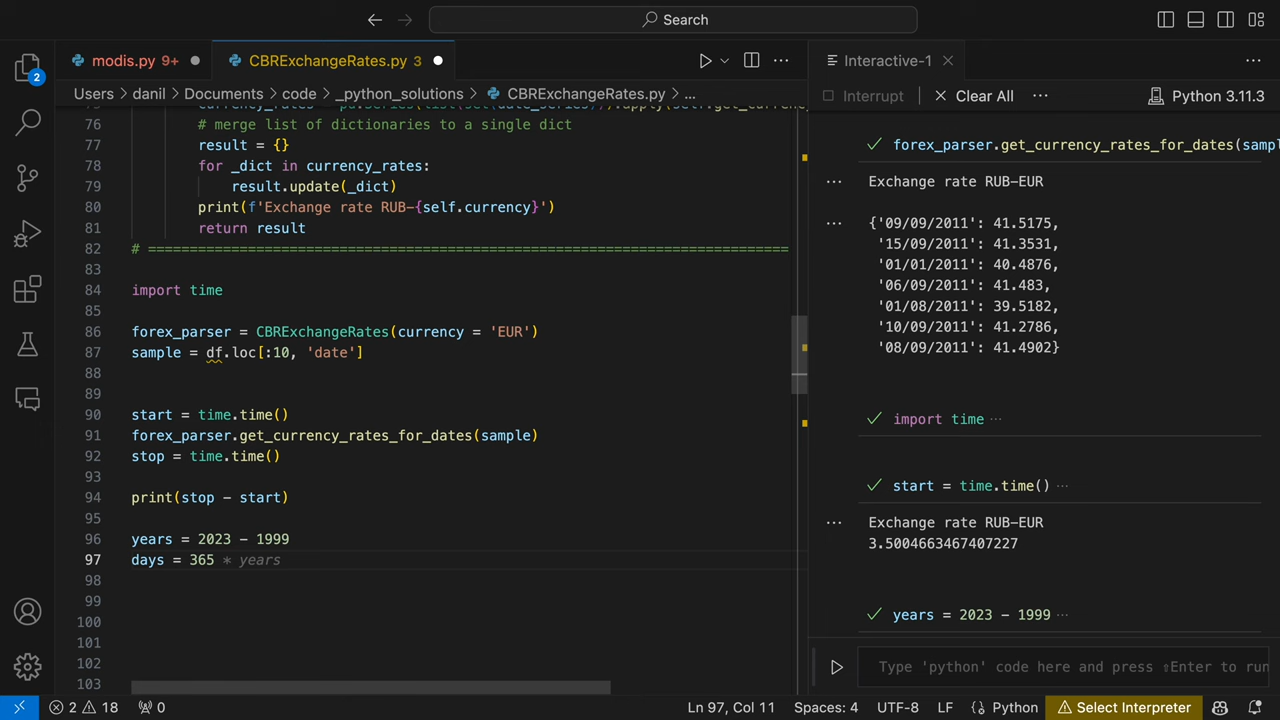 Search
modis.py 9+
CBRExchangeRates.py 3
Interactive-1
Users > danil > Documents > code > _python_solutions > CBRExchangeRates.py > ...
Interrupt
Clear All
Python 3.11.3
76 # merge list of dictionaries to a single dict
77 result = {}
78 for _dict in currency_rates:
79 result.update(_dict)
80 print(f'Exchange rate RUB-{self.currency}')
81 return result
82 # =============================================================================
83
84 import time
85
86 forex_parser = CBRExchangeRates(currency = 'EUR')
87 sample = df.loc[:10, 'date']
88
89
90 start = time.time()
91 forex_parser.get_currency_rates_for_dates(sample)
92 stop = time.time()
93
94 print(stop - start)
95
96 years = 2023 - 1999
97 days = 365 * years
98
99
100
101
102
103
forex_parser.get_currency_rates_for_dates(sampl
Exchange rate RUB-EUR
{'09/09/2011': 41.5175,
'15/09/2011': 41.3531,
'01/01/2011': 40.4876,
'06/09/2011': 41.483,
'01/08/2011': 39.5182,
'10/09/2011': 41.2786,
'08/09/2011': 41.4902}
import time ...
start = time.time() ...
Exchange rate RUB-EUR
3.5004663467407227
years = 2023 - 1999 ...
Type 'python' code here and press ⇧Enter to run
2
2 18 0
Ln 97, Col 11
Spaces: 4
UTF-8
LF
Python
Select Interpreter